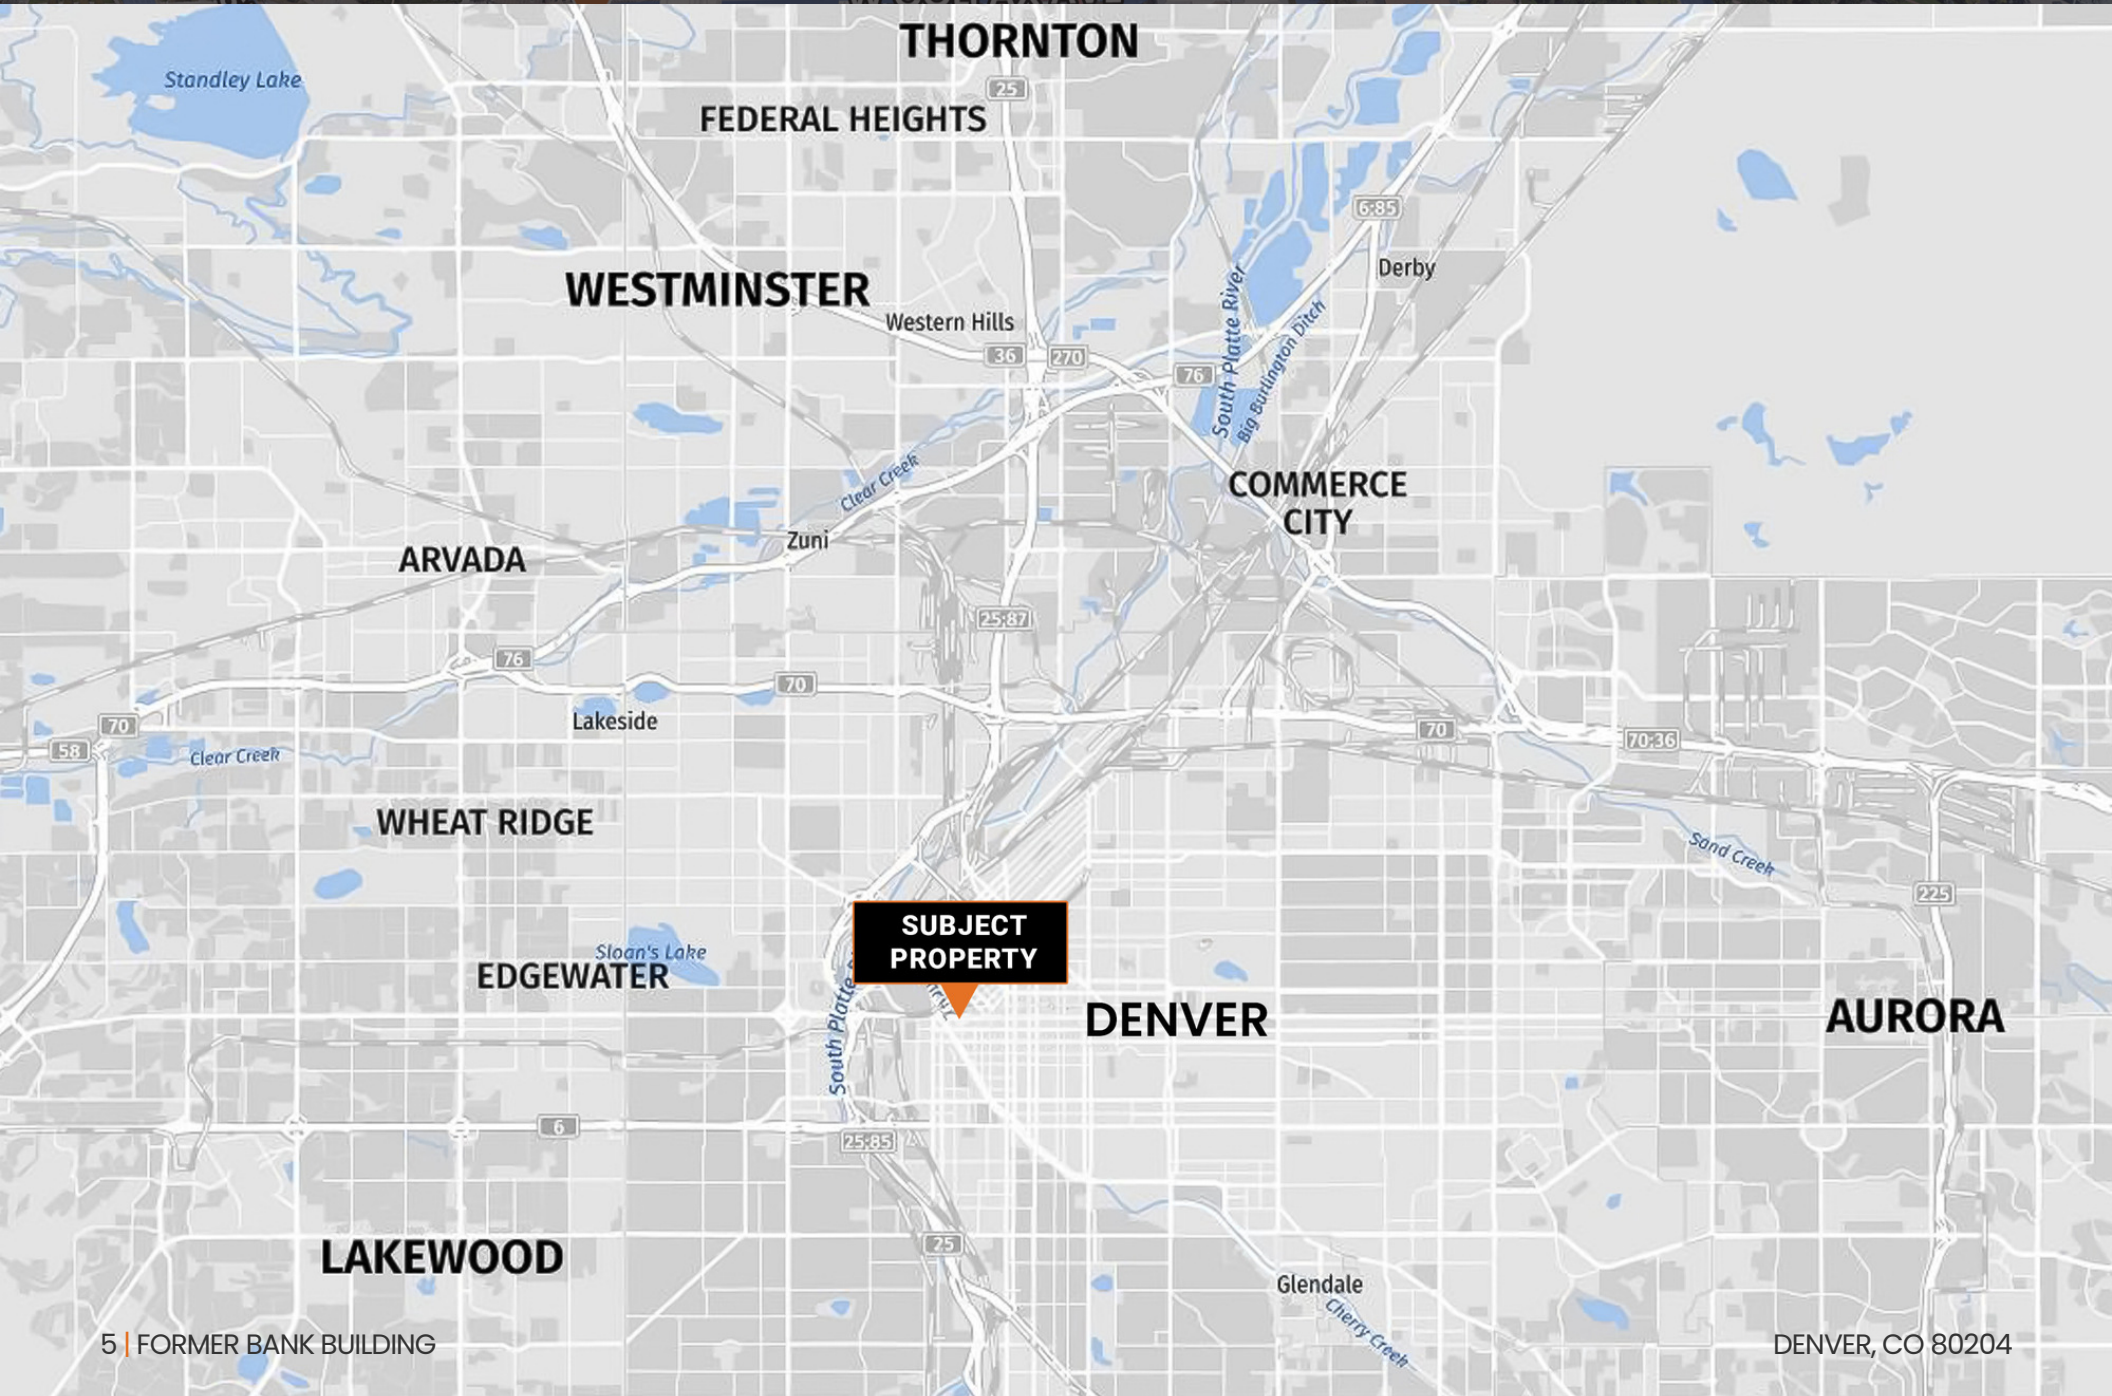 THORNTON
Standley Lake
25
FEDERAL HEIGHTS
6:85
Derby
WESTMINSTER
Western Hills
36
270
76
South Platte River
Big Burlington Ditch
Clear Creek
COMMERCE
CITY
Zuni
ARVADA
25:87
76
70
Lakeside
70
58
Clear Creek
70
70:36
WHEAT RIDGE
Sand Creek
225
SUBJECT
PROPERTY
Sloan's Lake
EDGEWATER
South Platte
DENVER
AURORA
6
25:85
25
LAKEWOOD
Glendale
Cherry Creek
5 | FORMER BANK BUILDING
DENVER, CO 80204